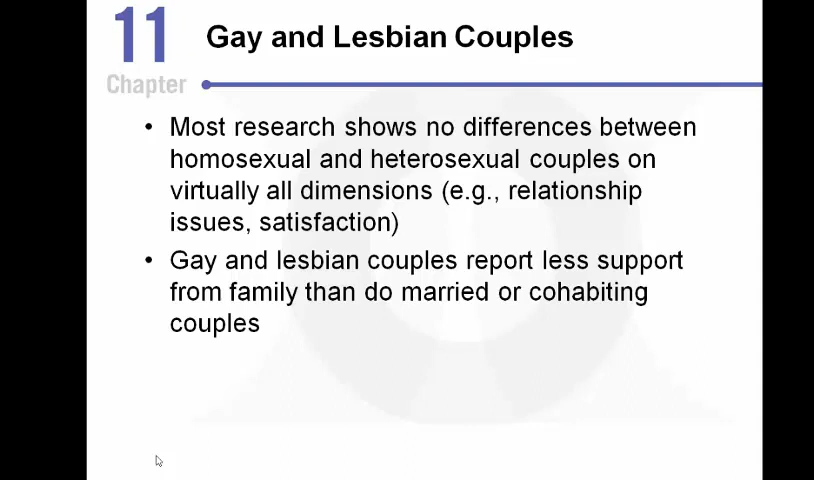 11
Chapter
Gay and Lesbian Couples
• Most research shows no differences between
homosexual and heterosexual couples on
virtually all dimensions (e.g., relationship
issues, satisfaction)
• Gay and lesbian couples report less support
from family than do married or cohabiting
couples